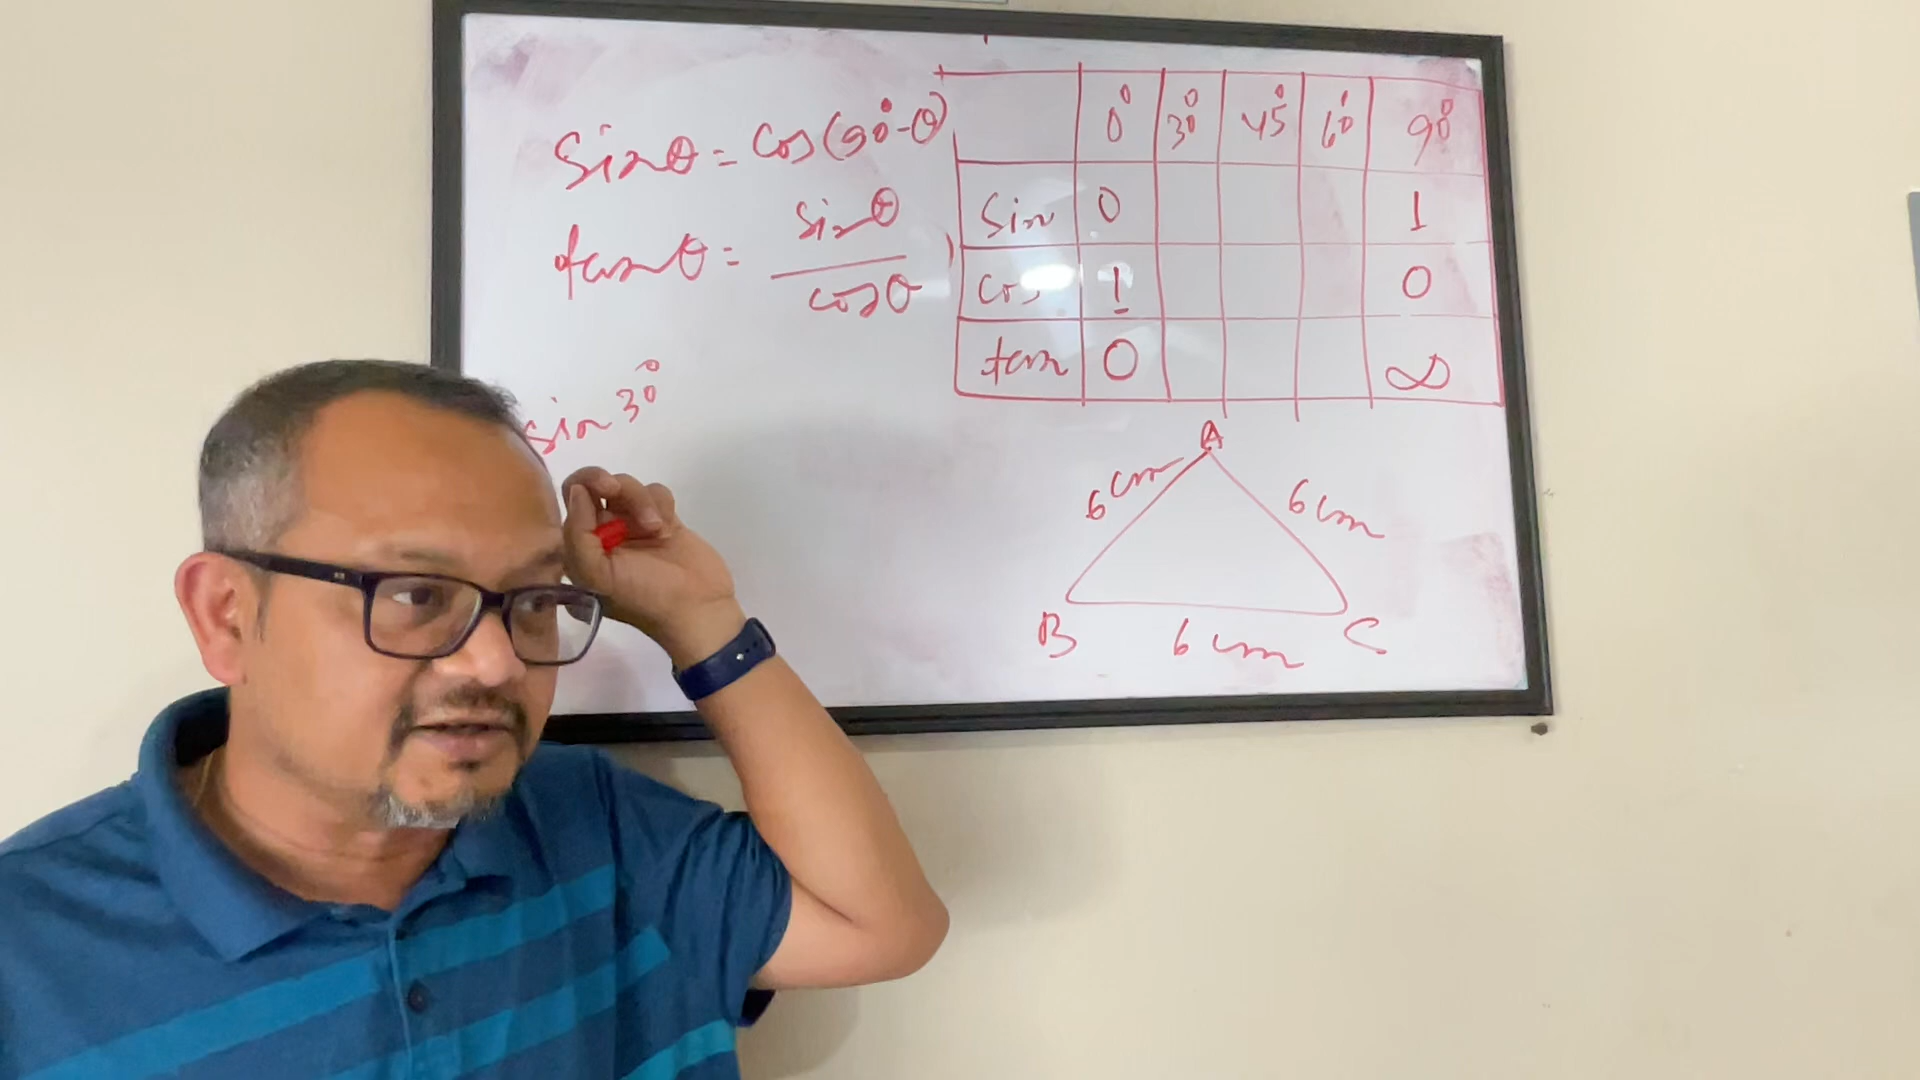 sinθ = cos(90°-θ)
tanθ = sinθ
cosθ
sin 30°
0° 30° 45° 60° 90°
Sin 0 1
Cos 1 0
tan 0 ∞
A
6 cm 6 cm
B 6 cm C